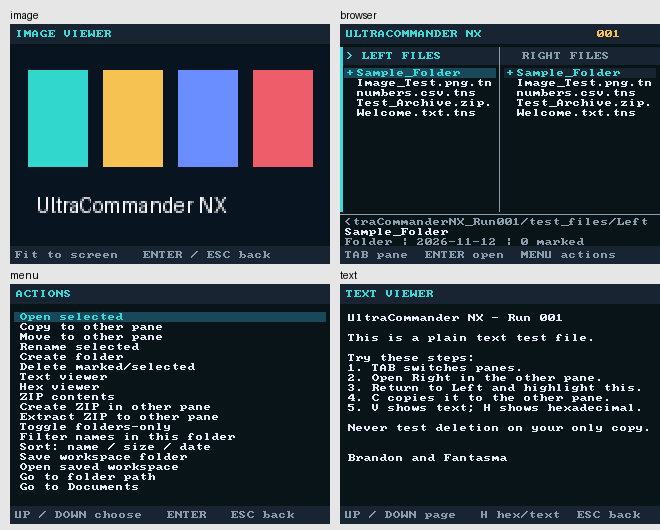 image
IMAGE VIEWER
UltraCommander NX
Fit to screen ENTER / ESC back
browser
ULTRACOMMANDER NX 001
> LEFT FILES RIGHT FILES
+Sample_Folder +Sample_Folder
Image_Test.png.tn Image_Test.png.tn
numbers.csv.tns numbers.csv.tns
Test_Archive.zip. Test_Archive.zip.
Welcome.txt.tns Welcome.txt.tns
<traCommanderNX_Run001/test_files/Left
Sample_Folder
Folder | 2026-11-12 | 0 marked
TAB pane ENTER open MENU actions
menu
ACTIONS
Open selected
Copy to other pane
Move to other pane
Rename selected
Create folder
Delete marked/selected
Text viewer
Hex viewer
ZIP contents
Create ZIP in other pane
Extract ZIP to other pane
Toggle folders-only
Filter names in this folder
Sort: name / size / date
Save workspace folder
Open saved workspace
Go to folder path
Go to Documents
UP / DOWN choose ENTER ESC back
text
TEXT VIEWER
UltraCommander NX - Run 001
This is a plain text test file.
Try these steps:
1. TAB switches panes.
2. Open Right in the other pane.
3. Return to Left and highlight this.
4. C copies it to the other pane.
5. V shows text; H shows hexadecimal.
Never test deletion on your only copy.
Brandon and Fantasma
UP / DOWN page H hex/text ESC back